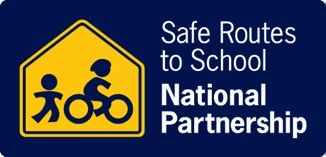 Safe Routes
to School
National
Partnership